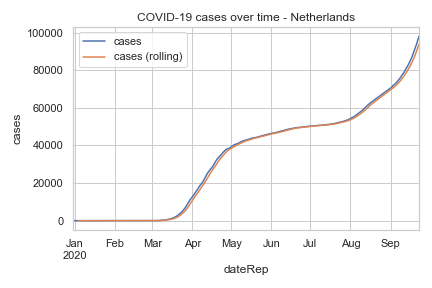 COVID-19 cases over time - Netherlands
cases
cases (rolling)
100000
80000
60000
40000
20000
0
cases
Jan Feb Mar Apr May Jun Jul Aug Sep
2020
dateRep